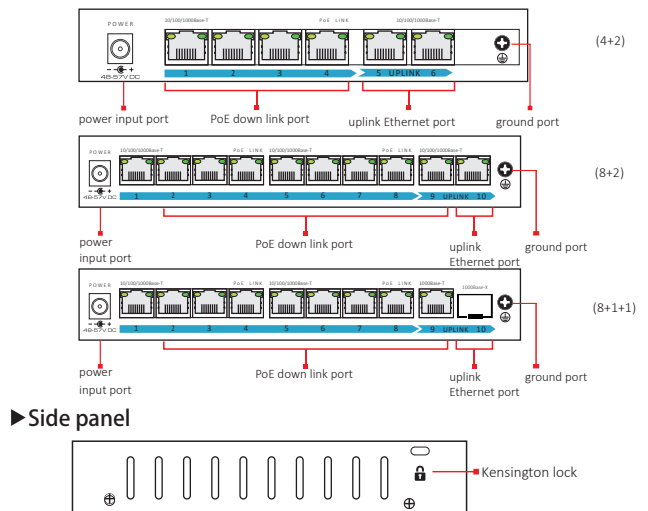 POWER 10/100/1000Base-T PoE LINK 10/100/1000Base-T
(4+2)
1 2 3 4 5 UPLINK 6
48-57V DC
power input port PoE down link port uplink Ethernet port ground port
POWER 10/100/1000Base-T PoE LINK 10/100/1000Base-T PoE LINK 10/100/1000Base-T
(8+2)
48-57V DC 1 2 3 4 5 6 7 8 9 UPLINK 10
power PoE down link port uplink ground port
input port Ethernet port
POWER 10/100/1000Base-T PoE LINK 10/100/1000Base-T PoE LINK 1000Base-T 1000Base-X
(8+1+1)
48-57V DC 1 2 3 4 5 6 7 8 9 UPLINK 10
power PoE down link port uplink ground port
input port Ethernet port
▶Side panel
Kensington lock